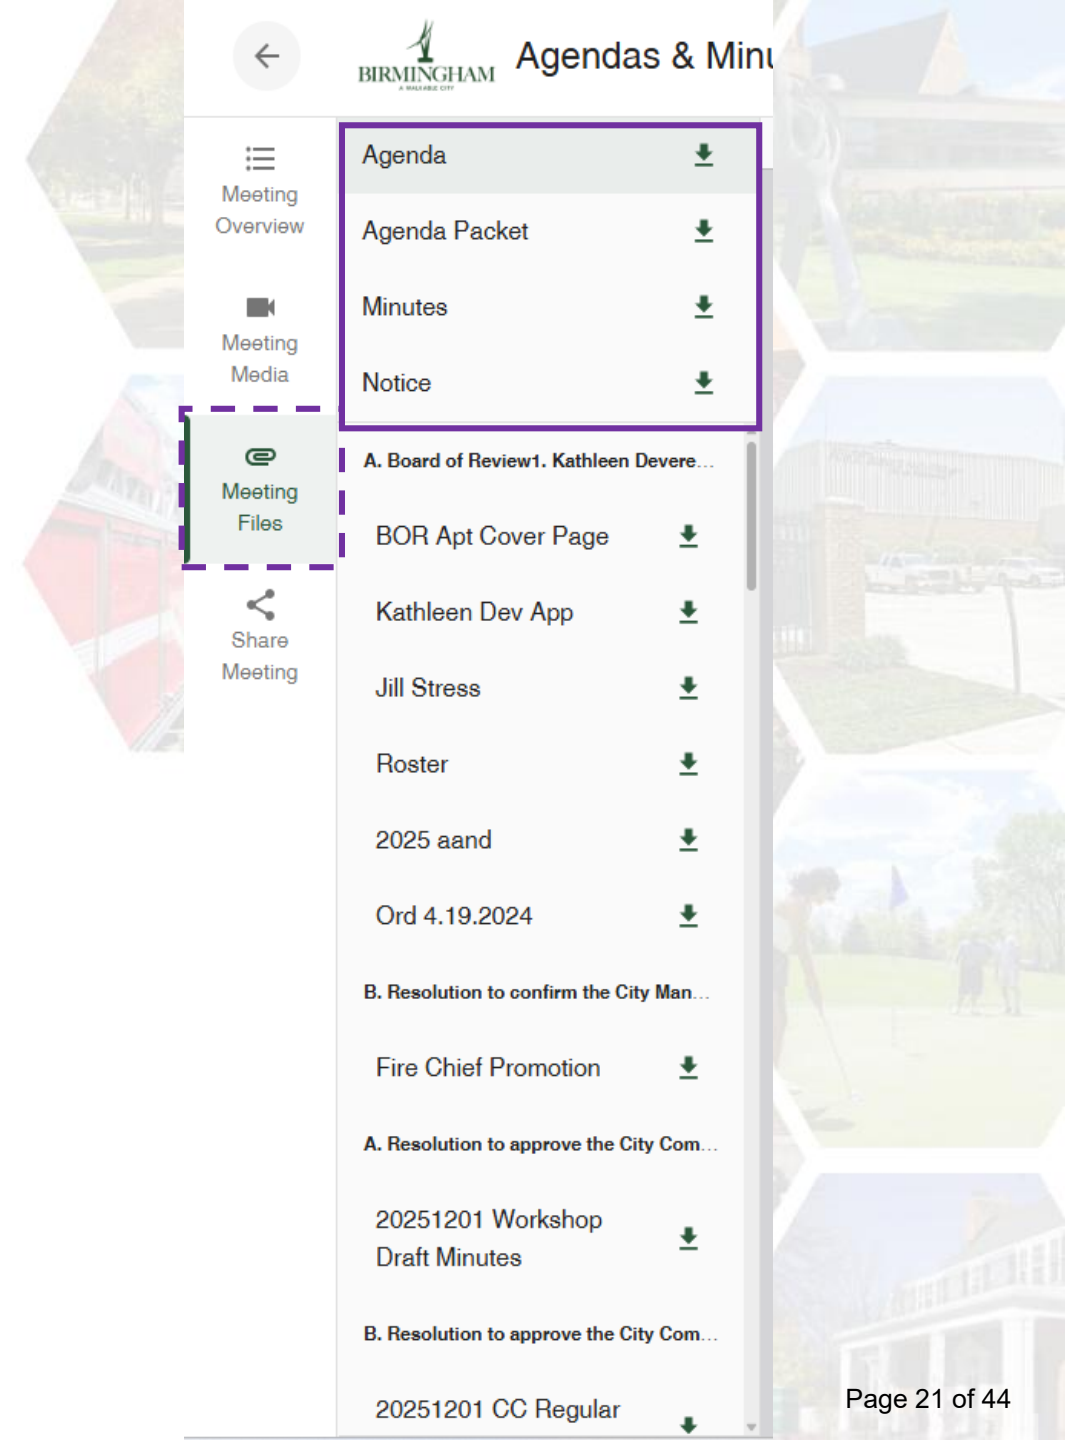 BIRMINGHAM
A WALKABLE CITY
Agendas & Minu
Meeting
Overview
Meeting
Media
Meeting
Files
Share
Meeting
Agenda
Agenda Packet
Minutes
Notice
A. Board of Review1. Kathleen Devere...
BOR Apt Cover Page
Kathleen Dev App
Jill Stress
Roster
2025 aand
Ord 4.19.2024
B. Resolution to confirm the City Man...
Fire Chief Promotion
A. Resolution to approve the City Com...
20251201 Workshop
Draft Minutes
B. Resolution to approve the City Com...
20251201 CC Regular
Page 21 of 44